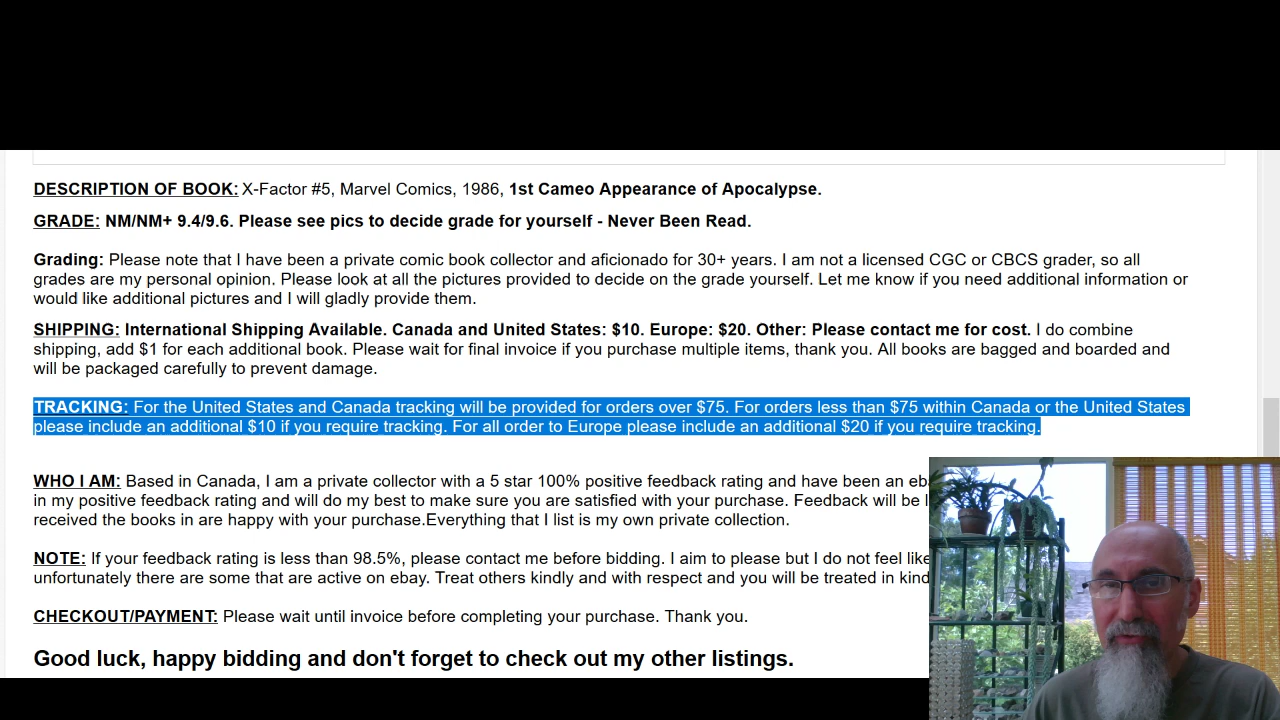 DESCRIPTION OF BOOK: X-Factor #5, Marvel Comics, 1986, 1st Cameo Appearance of Apocalypse.
GRADE: NM/NM+ 9.4/9.6. Please see pics to decide grade for yourself - Never Been Read.
Grading: Please note that I have been a private comic book collector and aficionado for 30+ years. I am not a licensed CGC or CBCS grader, so all
grades are my personal opinion. Please look at all the pictures provided to decide on the grade yourself. Let me know if you need additional information or
would like additional pictures and I will gladly provide them.
SHIPPING: International Shipping Available. Canada and United States: $10. Europe: $20. Other: Please contact me for cost. I do combine
shipping, add $1 for each additional book. Please wait for final invoice if you purchase multiple items, thank you. All books are bagged and boarded and
will be packaged carefully to prevent damage.
TRACKING: For the United States and Canada tracking will be provided for orders over $75. For orders less than $75 within Canada or the United States
please include an additional $10 if you require tracking. For all order to Europe please include an additional $20 if you require tracking.
WHO I AM: Based in Canada, I am a private collector with a 5 star 100% positive feedback rating and have been an
in my positive feedback rating and will do my best to make sure you are satisfied with your purchase. Feedback will be
received the books in are happy with your purchase.Everything that I list is my own private collection.
NOTE: If your feedback rating is less than 98.5%, please contact me before bidding. I aim to please but I do not feel like
unfortunately there are some that are active on ebay. Treat others kindly and with respect and you will be treated in kind
CHECKOUT/PAYMENT: Please wait until invoice before completing your purchase. Thank you.
Good luck, happy bidding and don't forget to check out my other listings.